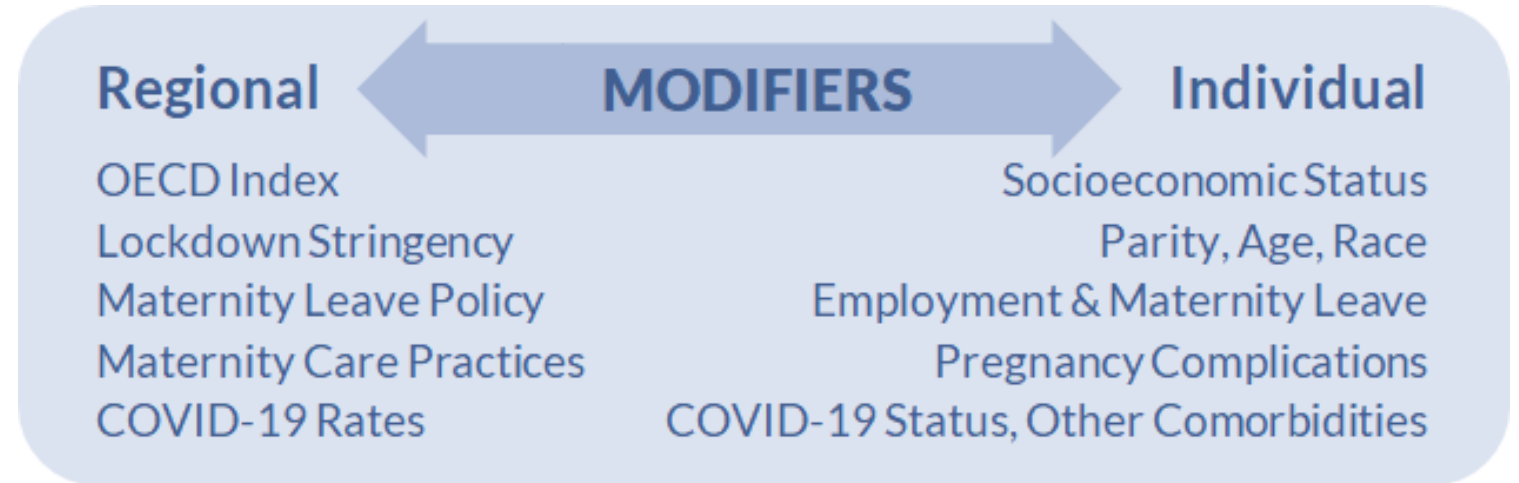 Regional MODIFIERS Individual
OECD Index Socioeconomic Status
Lockdown Stringency Parity, Age, Race
Maternity Leave Policy Employment & Maternity Leave
Maternity Care Practices Pregnancy Complications
COVID-19 Rates COVID-19 Status, Other Comorbidities